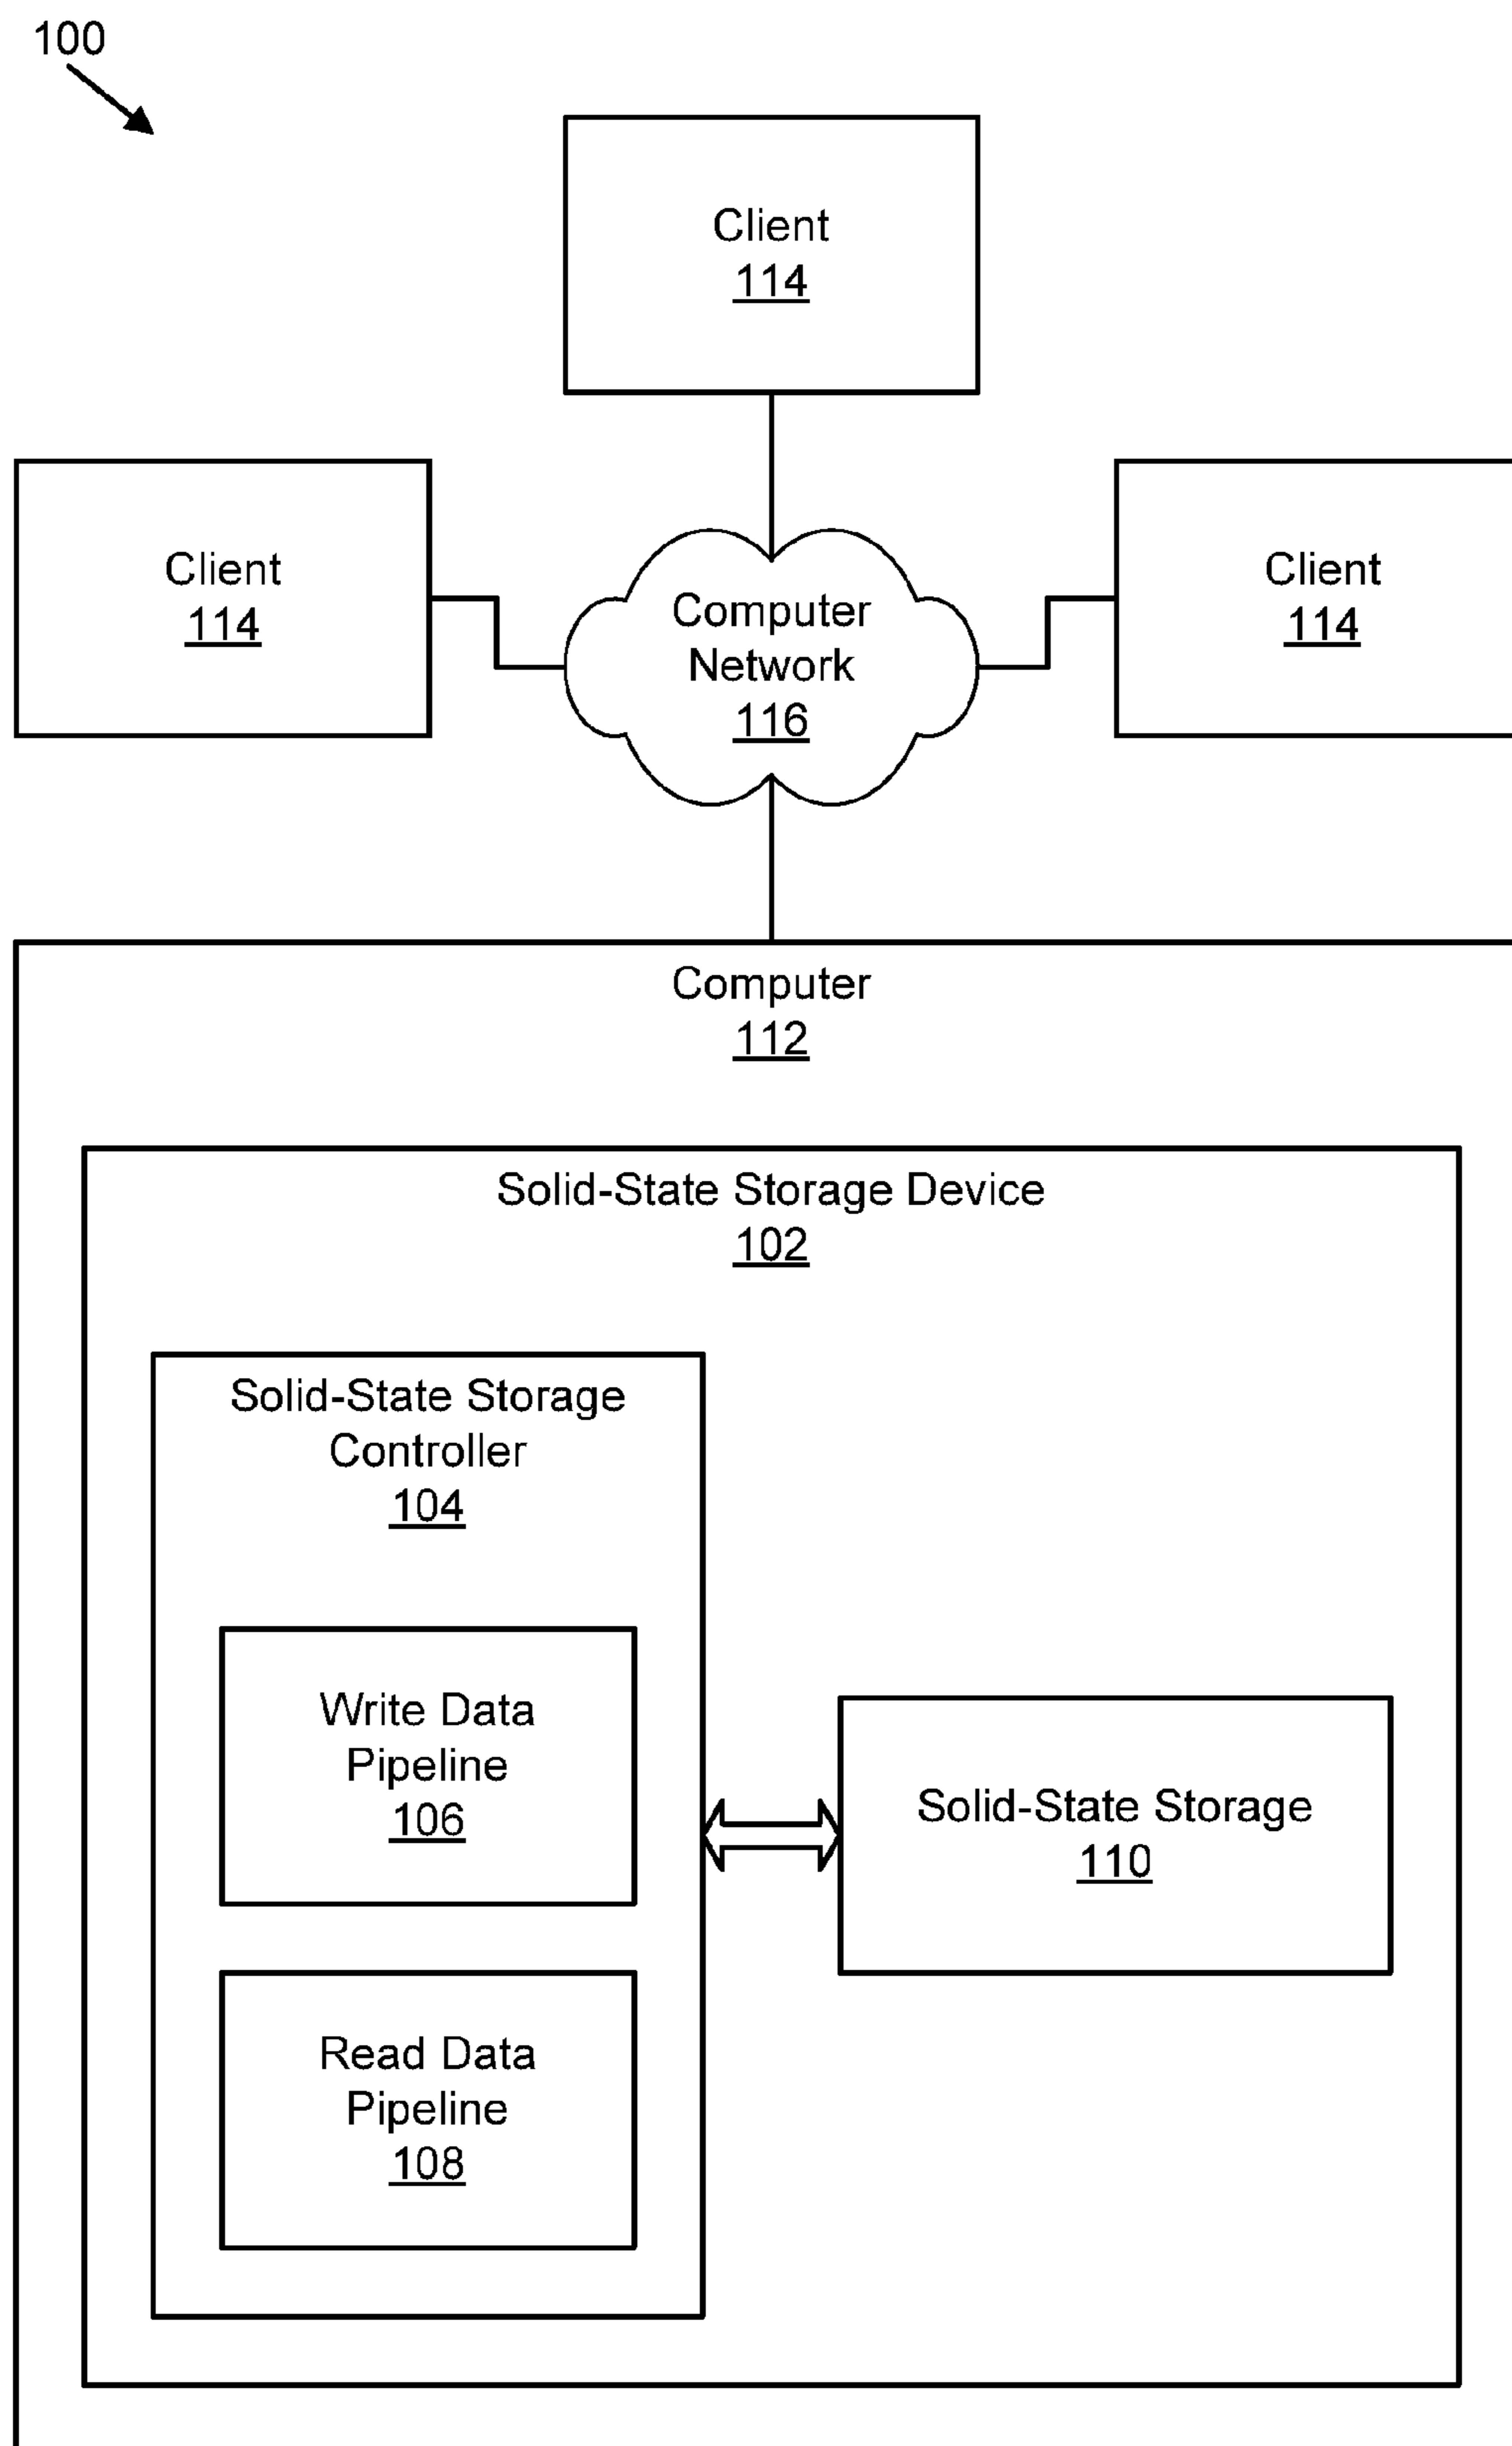 100
Client
114
Client
114
Client
114
Computer
Network
116
Computer
112
Solid-State Storage Device
102
Solid-State Storage
Controller
104
Write Data
Pipeline
106
Solid-State Storage
110
Read Data
Pipeline
108